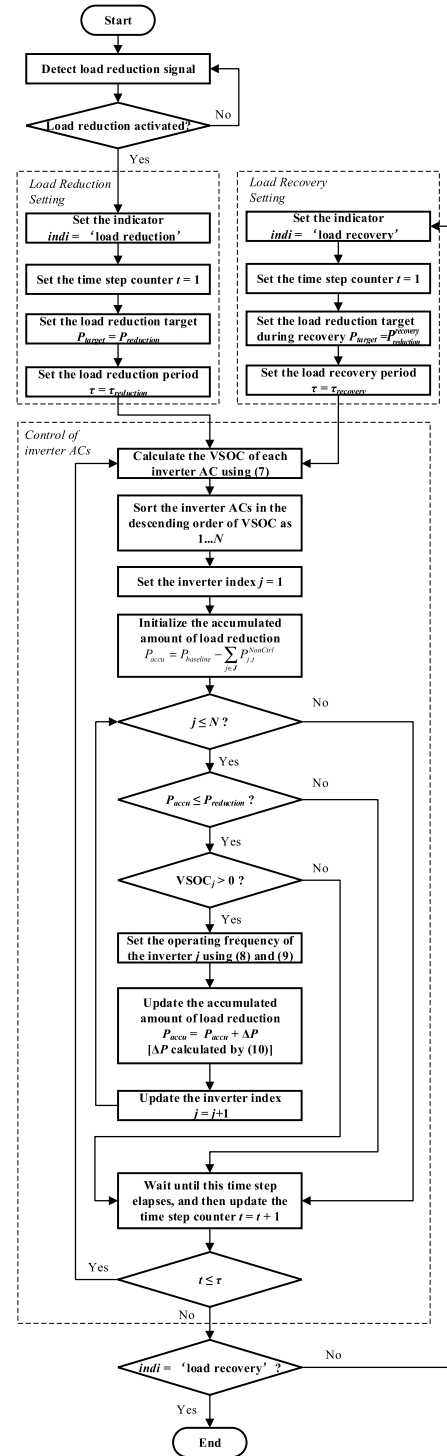 Start
Detect load reduction signal
No
Load reduction activated?
Yes
Load Reduction
Setting
Set the indicator
indi = ‘load reduction’
Set the time step counter t = 1
Set the load reduction target
P_target = P_reduction
Set the load reduction period
τ = τ_reduction
Load Recovery
Setting
Set the indicator
indi = ‘load recovery’
Set the time step counter t = 1
Set the load reduction target
during recovery P_target = P_reduction^recovery
Set the load recovery period
τ = τ_recovery
Control of
inverter ACs
Calculate the VSOC of each
inverter AC using (7)
Sort the inverter ACs in the
descending order of VSOC as
1...N
Set the inverter index j = 1
Initialize the accumulated
amount of load reduction
P_accu = P_baseline − ∑_{j∈J} P_{j,t}^{NonCtrl}
No
j ≤ N ?
Yes
No
P_accu ≤ P_reduction ?
Yes
No
VSOC_j > 0 ?
Yes
Set the operating frequency of
the inverter j using (8) and (9)
Update the accumulated
amount of load reduction
P_accu = P_accu + ΔP
[ΔP calculated by (10)]
Update the inverter index
j = j+1
Wait until this time step
elapses, and then update the
time step counter t = t + 1
Yes
t ≤ τ
No
No
indi = ‘load recovery’ ?
Yes
End